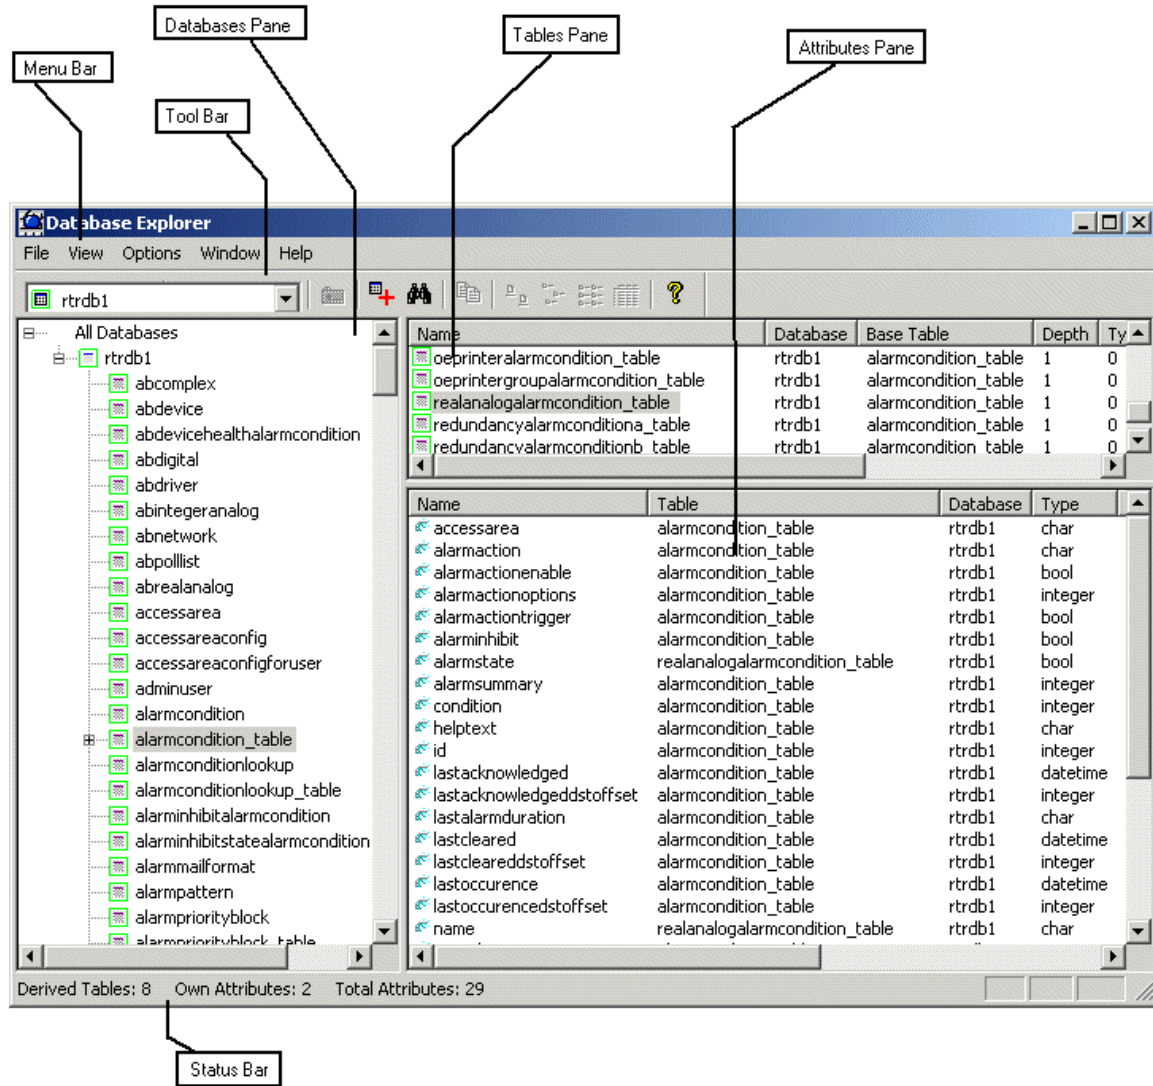 Databases Pane
Tables Pane
Attributes Pane
Menu Bar
Tool Bar
Database Explorer
File View Options Window Help
rtrdb1
All Databases
rtrdb1
abcomplex
abdevice
abdevicehealthalarmcondition
abdigital
abdriver
abintegeranalog
abnetwork
abpolllist
abrealanalog
accessarea
accessareaconfig
accessareaconfigforuser
adminuser
alarmcondition
alarmcondition_table
alarmconditionlookup
alarmconditionlookup_table
alarminhibitalarmcondition
alarminhibitstatealarmcondition
alarmmailformat
alarmpattern
alarmpriorityblock
alarmpriorityblock_table
Name Database Base Table Depth Ty
oeprinteralarmcondition_table rtrdb1 alarmcondition_table 1 0
oeprintergroupalarmcondition_table rtrdb1 alarmcondition_table 1 0
realanalogalarmcondition_table rtrdb1 alarmcondition_table 1 0
redundancyalarmconditiona_table rtrdb1 alarmcondition_table 1 0
redundancyalarmconditionb_table rtrdb1 alarmcondition_table 1 0
Name Table Database Type
accessarea alarmcondition_table rtrdb1 char
alarmaction alarmcondition_table rtrdb1 char
alarmactionenable alarmcondition_table rtrdb1 bool
alarmactionoptions alarmcondition_table rtrdb1 integer
alarmactiontrigger alarmcondition_table rtrdb1 bool
alarminhibit alarmcondition_table rtrdb1 bool
alarmstate realanalogalarmcondition_table rtrdb1 bool
alarmsummary alarmcondition_table rtrdb1 integer
condition alarmcondition_table rtrdb1 integer
helptext alarmcondition_table rtrdb1 char
id alarmcondition_table rtrdb1 integer
lastacknowledged alarmcondition_table rtrdb1 datetime
lastacknowledgeddstoffset alarmcondition_table rtrdb1 integer
lastalarmduration alarmcondition_table rtrdb1 char
lastcleared alarmcondition_table rtrdb1 datetime
lastcleareddstoffset alarmcondition_table rtrdb1 integer
lastoccurence alarmcondition_table rtrdb1 datetime
lastoccurencedstoffset alarmcondition_table rtrdb1 integer
name realanalogalarmcondition_table rtrdb1 char
Derived Tables: 8 Own Attributes: 2 Total Attributes: 29
Status Bar